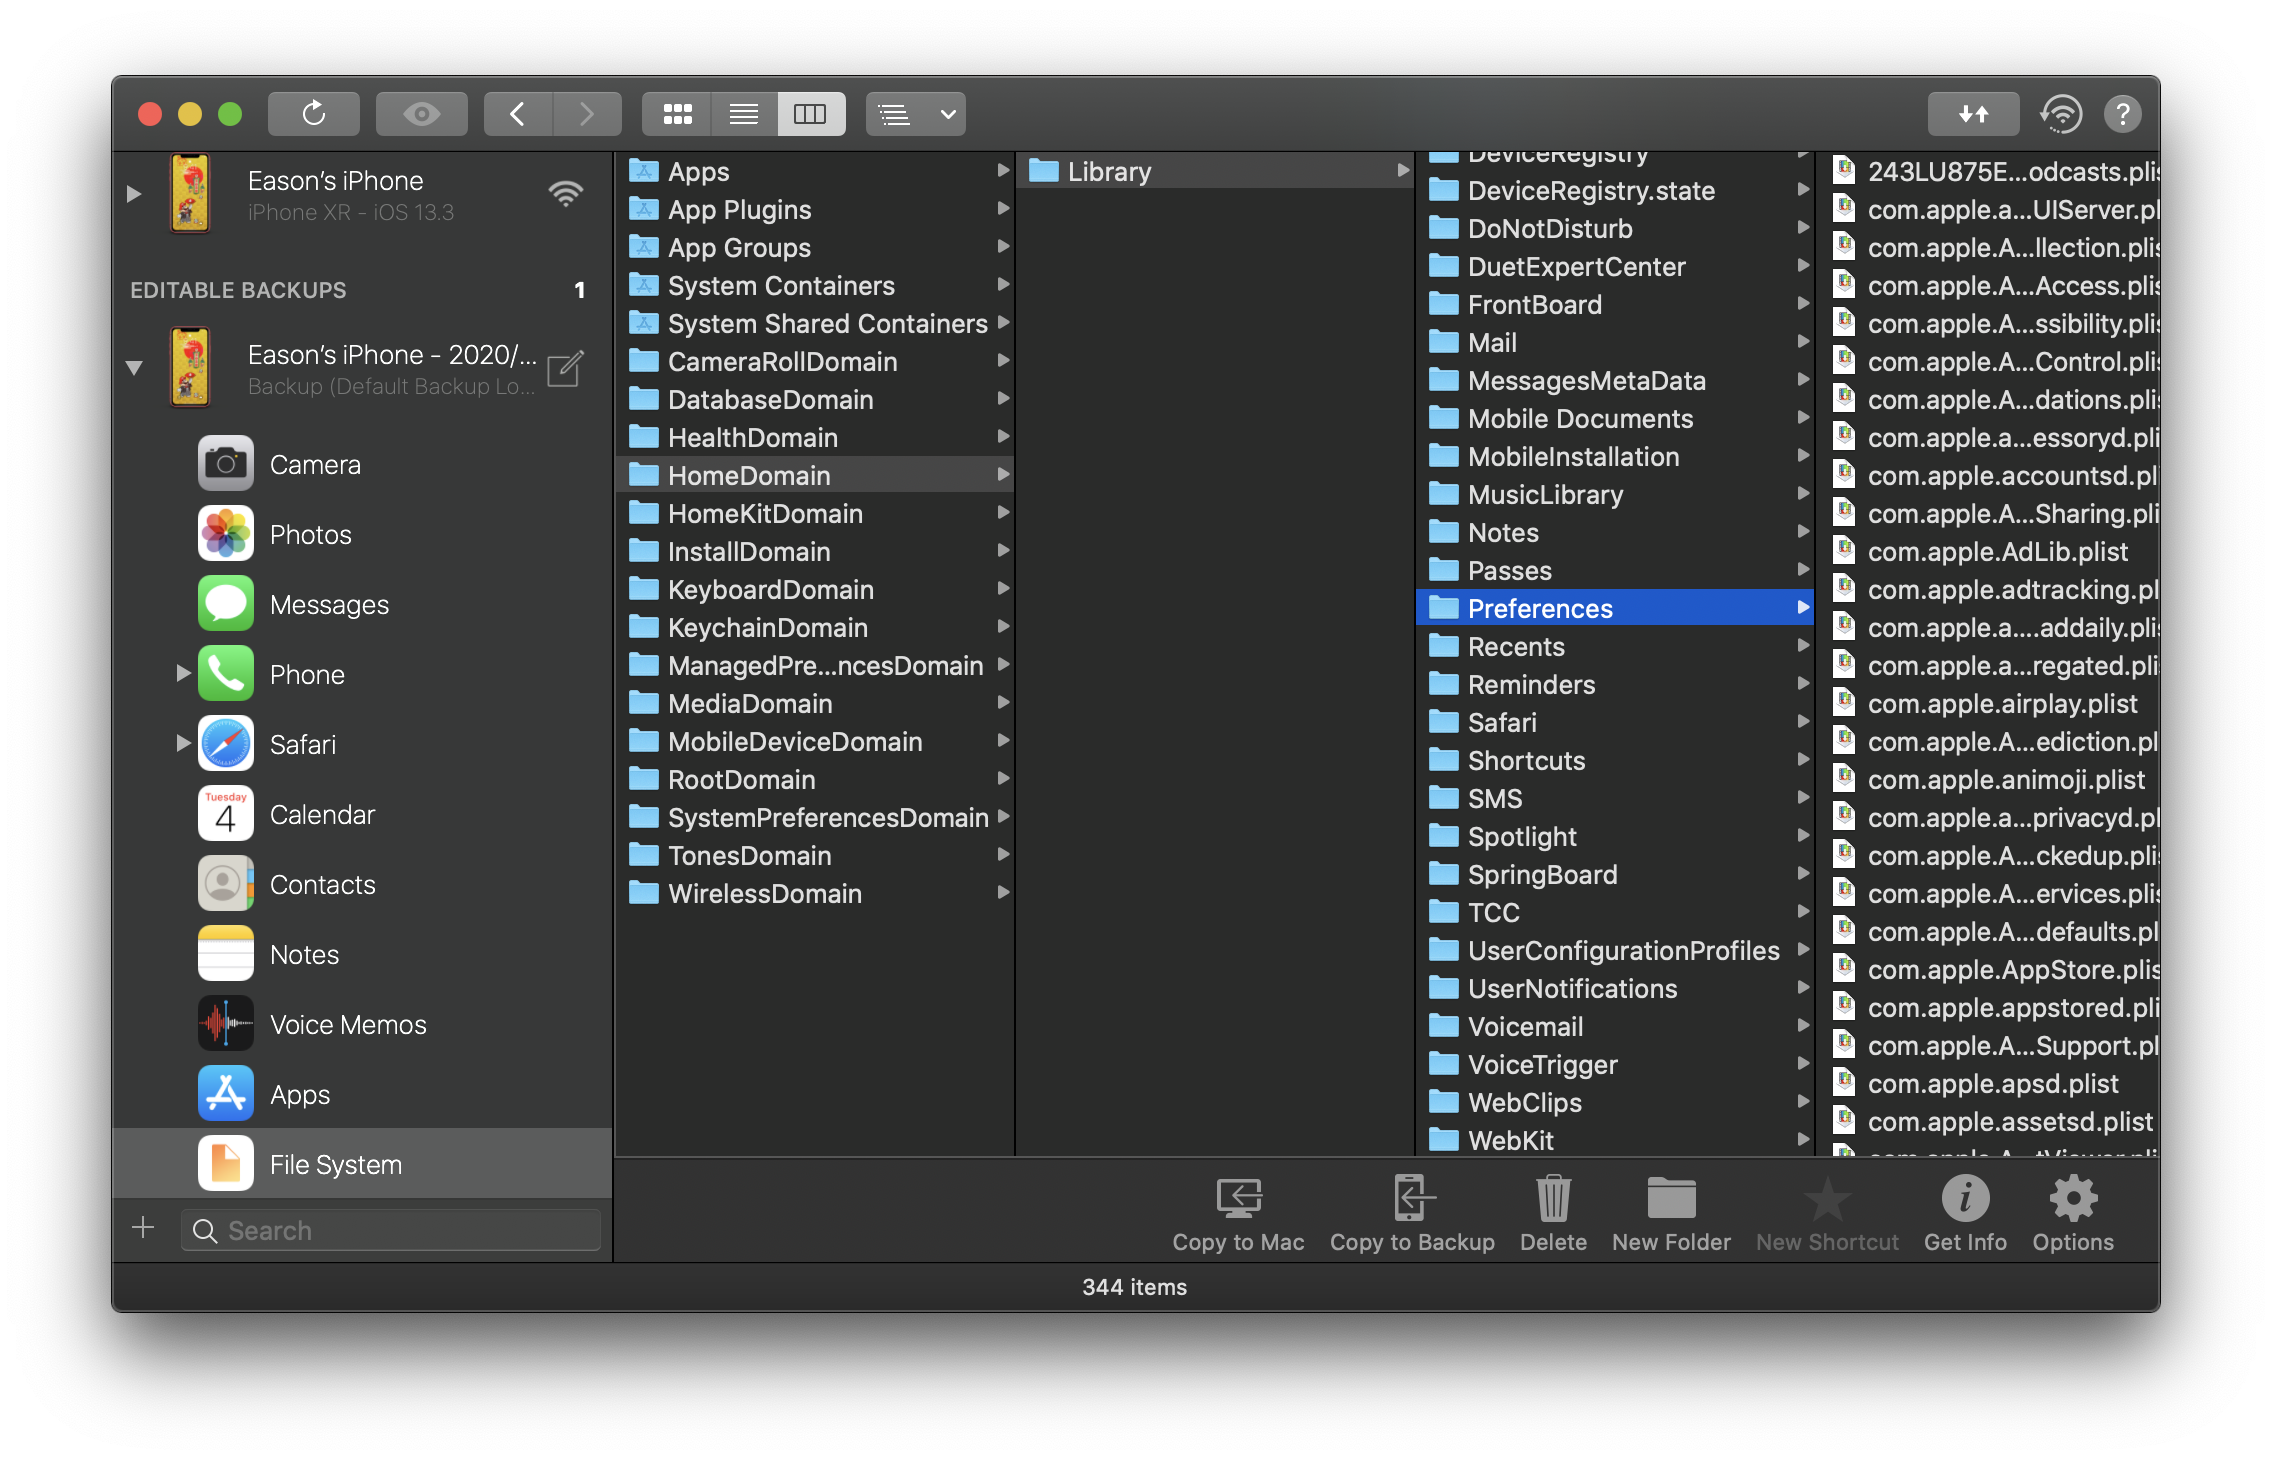 Eason’s iPhone
iPhone XR - iOS 13.3
EDITABLE BACKUPS 1
Eason’s iPhone - 2020/...
Backup (Default Backup Lo...
Camera
Photos
Messages
Phone
Safari
Tuesday
4
Calendar
Contacts
Notes
Voice Memos
Apps
File System
Search
Apps
App Plugins
App Groups
System Containers
System Shared Containers
CameraRollDomain
DatabaseDomain
HealthDomain
HomeDomain
HomeKitDomain
InstallDomain
KeyboardDomain
KeychainDomain
ManagedPre...ncesDomain
MediaDomain
MobileDeviceDomain
RootDomain
SystemPreferencesDomain
TonesDomain
WirelessDomain
Library
DeviceRegistry
DeviceRegistry.state
DoNotDisturb
DuetExpertCenter
FrontBoard
Mail
MessagesMetaData
Mobile Documents
MobileInstallation
MusicLibrary
Notes
Passes
Preferences
Recents
Reminders
Safari
Shortcuts
SMS
Spotlight
SpringBoard
TCC
UserConfigurationProfiles
UserNotifications
Voicemail
VoiceTrigger
WebClips
WebKit
243LU875E...odcasts.plis
com.apple.a...UIServer.pl
com.apple.A...llection.plis
com.apple.A...Access.plis
com.apple.A...ssibility.plis
com.apple.A...Control.plis
com.apple.A...dations.plis
com.apple.a...essoryd.pli
com.apple.accountsd.pl
com.apple.A...Sharing.pli
com.apple.AdLib.plist
com.apple.adtracking.pl
com.apple.a....addaily.plis
com.apple.a...regated.plis
com.apple.airplay.plist
com.apple.A...ediction.pl
com.apple.animoji.plist
com.apple.a...privacyd.pl
com.apple.A...ckedup.plis
com.apple.A...ervices.plis
com.apple.A...defaults.pl
com.apple.AppStore.plis
com.apple.appstored.pli
com.apple.A...Support.pl
com.apple.apsd.plist
com.apple.assetsd.plist
Copy to Mac
Copy to Backup
Delete
New Folder
New Shortcut
Get Info
Options
344 items